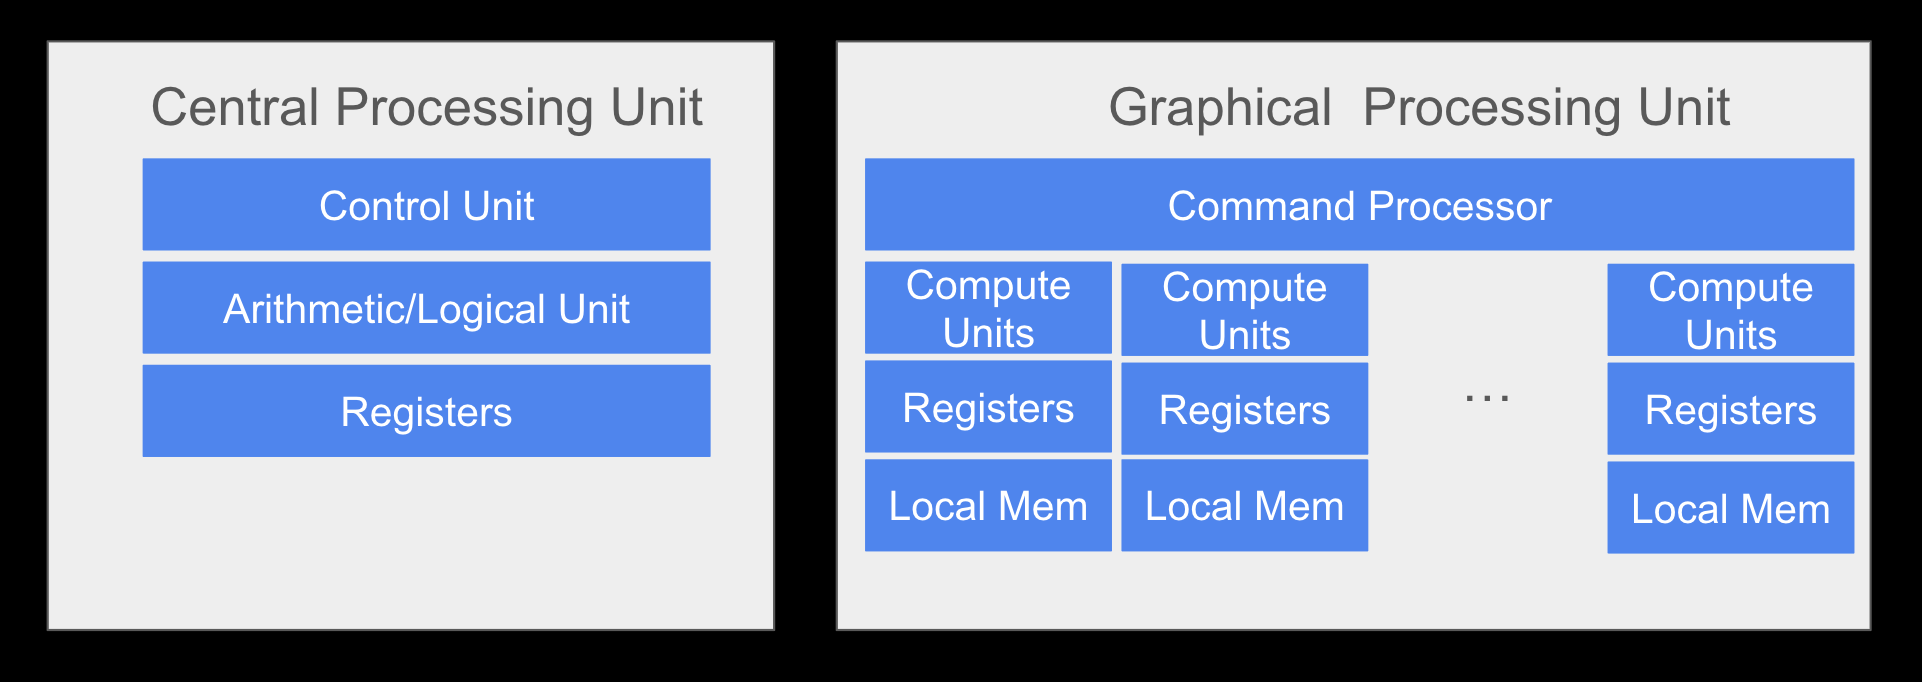 Central Processing Unit
Control Unit
Arithmetic/Logical Unit
Registers
Graphical  Processing Unit
Command Processor
Compute
Units
Registers
Local Mem
Compute
Units
Registers
Local Mem
...
Compute
Units
Registers
Local Mem